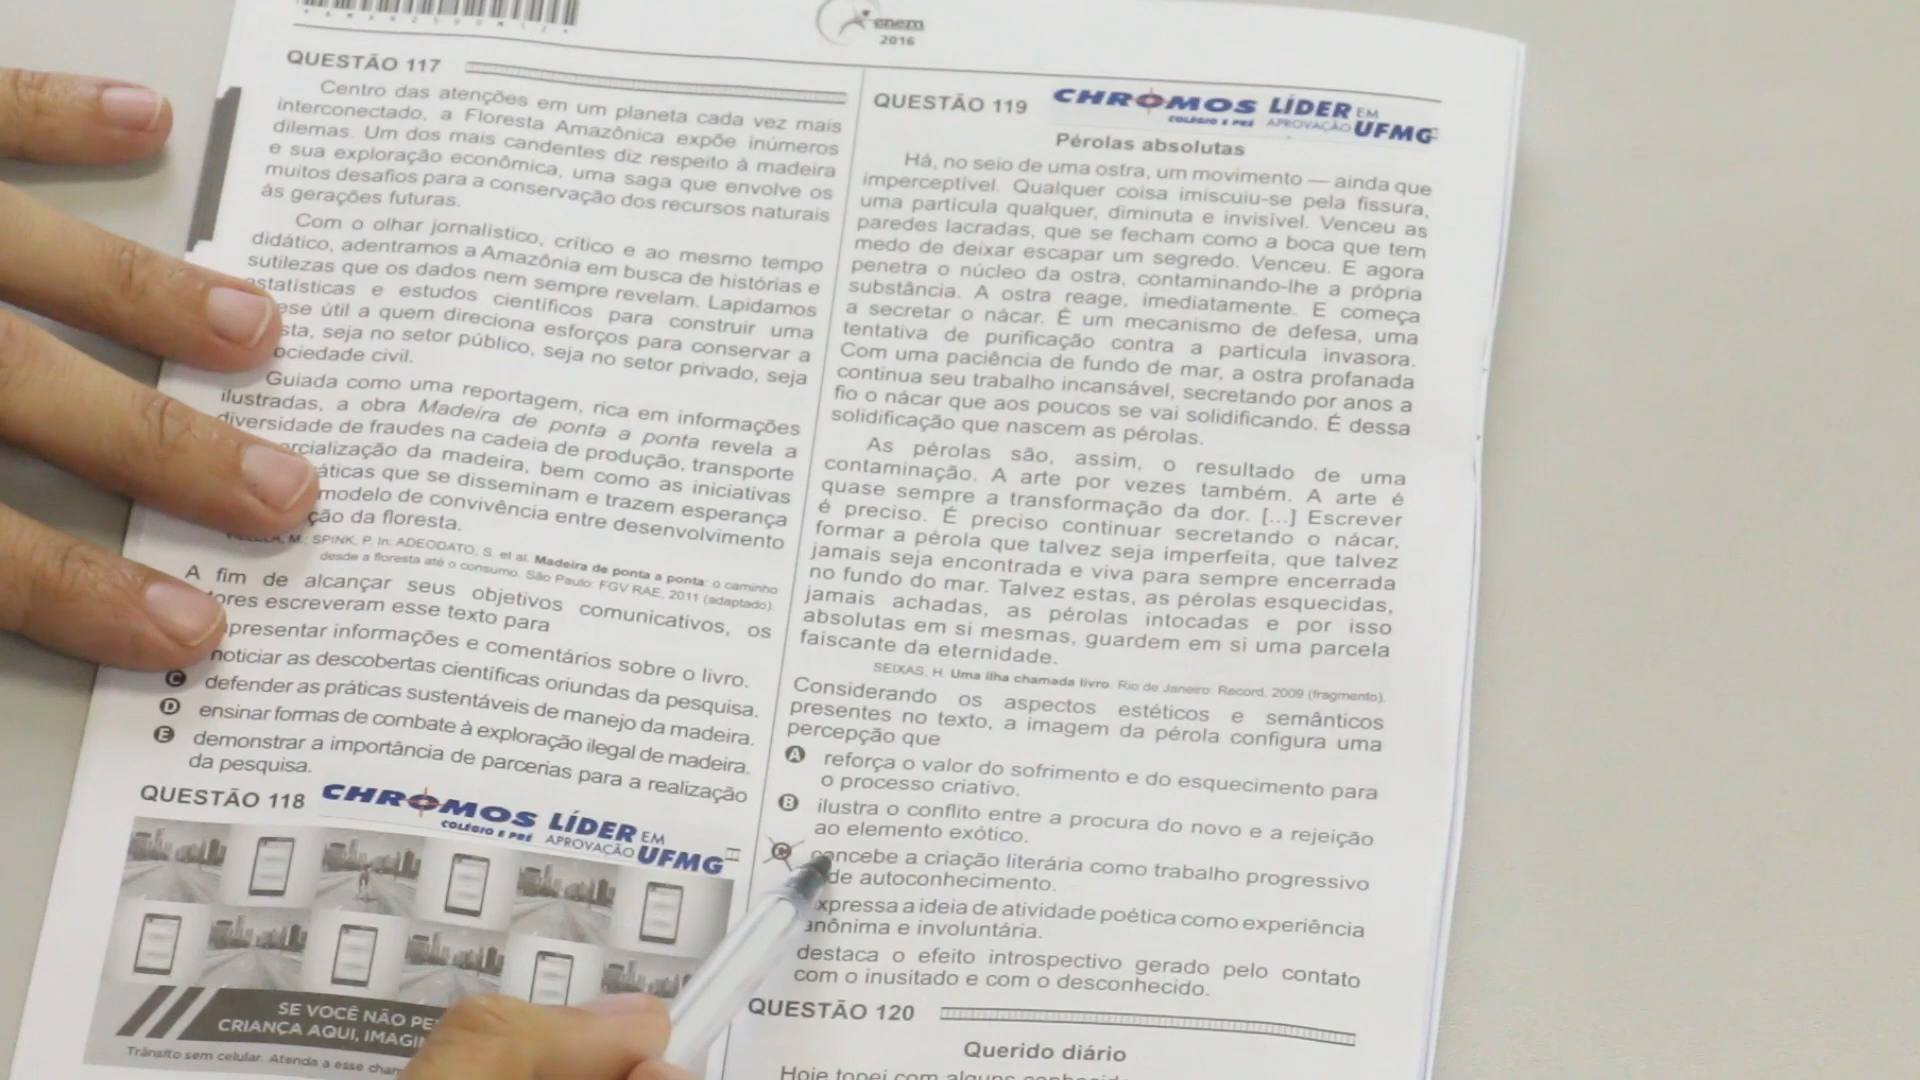 enem
2016
QUESTÃO 117
Centro das atenções em um planeta cada vez mais
interconectado, a Floresta Amazônica expõe inúmeros
dilemas. Um dos mais candentes diz respeito à madeira
e sua exploração econômica, uma saga que envolve os
muitos desafios para a conservação dos recursos naturais
às gerações futuras.
Com o olhar jornalístico, crítico e ao mesmo tempo
didático, adentramos a Amazônia em busca de histórias e
sutilezas que os dados nem sempre revelam. Lapidamos
estatísticas e estudos científicos para construir uma
ese útil a quem direciona esforços para conservar a
sta, seja no setor público, seja no setor privado, seja
ociedade civil.
Guiada como uma reportagem, rica em informações
ilustradas, a obra Madeira de ponta a ponta revela a
diversidade de fraudes na cadeia de produção, transporte
ercialização da madeira, bem como as iniciativas
áticas que se disseminam e trazem esperança
modelo de convivência entre desenvolvimento
ção da floresta.
M.; SPINK, P. In: ADEODATO, S. et al. Madeira de ponta a ponta: o caminho
desde a floresta até o consumo. São Paulo: FGV RAE, 2011 (adaptado).
A fim de alcançar seus objetivos comunicativos, os
tores escreveram esse texto para
apresentar informações e comentários sobre o livro.
noticiar as descobertas científicas oriundas da pesquisa.
C defender as práticas sustentáveis de manejo da madeira.
D ensinar formas de combate à exploração ilegal de madeira.
E demonstrar a importância de parcerias para a realização
da pesquisa.
QUESTÃO 118 CHROMOS LÍDER EM
COLÉGIO E PRÉ APROVAÇÃO UFMG
SE VOCÊ NÃO PE
CRIANÇA AQUI, IMAGIN
Trânsito sem celular. Atenda a esse cham
QUESTÃO 119 CHROMOS LÍDER EM
COLÉGIO E PRÉ APROVAÇÃO UFMG
Pérolas absolutas
Há, no seio de uma ostra, um movimento — ainda que
imperceptível. Qualquer coisa imiscuiu-se pela fissura,
uma partícula qualquer, diminuta e invisível. Venceu as
paredes lacradas, que se fecham como a boca que tem
medo de deixar escapar um segredo. Venceu. E agora
penetra o núcleo da ostra, contaminando-lhe a própria
substância. A ostra reage, imediatamente. E começa
a secretar o nácar. É um mecanismo de defesa, uma
tentativa de purificação contra a partícula invasora.
Com uma paciência de fundo de mar, a ostra profanada
continua seu trabalho incansável, secretando por anos a
fio o nácar que aos poucos se vai solidificando. É dessa
solidificação que nascem as pérolas.
As pérolas são, assim, o resultado de uma
contaminação. A arte por vezes também. A arte é
quase sempre a transformação da dor. [...] Escrever
é preciso. É preciso continuar secretando o nácar,
formar a pérola que talvez seja imperfeita, que talvez
jamais seja encontrada e viva para sempre encerrada
no fundo do mar. Talvez estas, as pérolas esquecidas,
jamais achadas, as pérolas intocadas e por isso
absolutas em si mesmas, guardem em si uma parcela
faiscante da eternidade.
SEIXAS, H. Uma ilha chamada livro. Rio de Janeiro: Record, 2009 (fragmento).
Considerando os aspectos estéticos e semânticos
presentes no texto, a imagem da pérola configura uma
percepção que
A reforça o valor do sofrimento e do esquecimento para
o processo criativo.
B ilustra o conflito entre a procura do novo e a rejeição
ao elemento exótico.
C concebe a criação literária como trabalho progressivo
de autoconhecimento.
xpressa a ideia de atividade poética como experiência
anônima e involuntária.
destaca o efeito introspectivo gerado pelo contato
com o inusitado e com o desconhecido.
QUESTÃO 120
Querido diário
Hoje topei com alguns